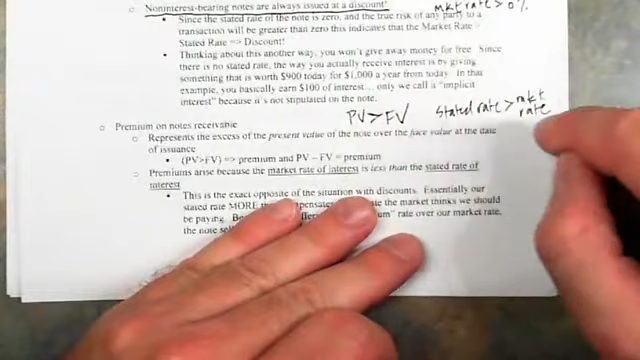 Noninterest-bearing notes are always issued at a discount!
mkt rate > 0%
Since the stated rate of the note is zero, and the true risk of any party to a
transaction will be greater than zero this indicates that the Market Rate >
Stated Rate => Discount!
Thinking about this another way, you won't give away money for free. Since
there is no stated rate, the way you actually receive interest is by giving
something that is worth $900 today for $1,000 a year from today. In that
example, you basically earn $100 of interest… only we call a "implicit
interest" because it's not stipulated on the note.
PV > FV
Stated rate > mkt
rate
Premium on notes receivable
Represents the excess of the present value of the note over the face value at the date
of issuance
(PV>FV) => premium and PV – FV = premium
Premiums arise because the market rate of interest is less than the stated rate of
interest
This is the exact opposite of the situation with discounts. Essentially our
stated rate MORE the market thinks we should
be paying. rate over our market rate,
the note